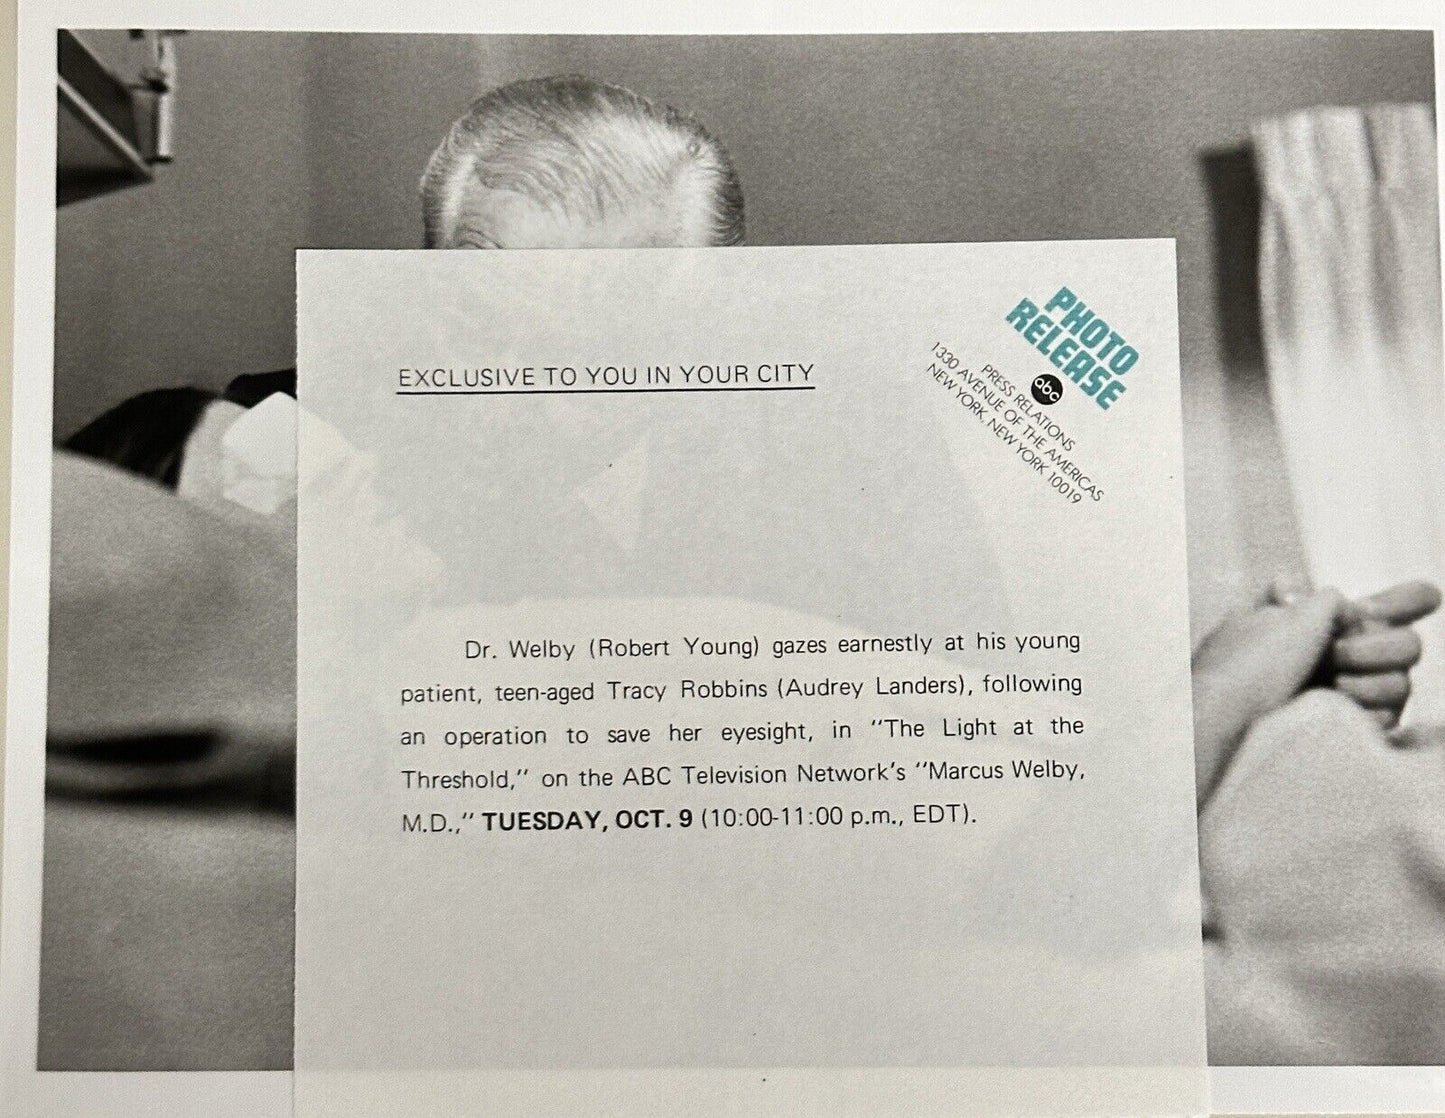 PHOTO
RELEASE
abc
PRESS RELATIONS
1330 AVENUE OF THE AMERICAS
NEW YORK, NEW YORK 10019
EXCLUSIVE TO YOU IN YOUR CITY
Dr. Welby (Robert Young) gazes earnestly at his young
patient, teen-aged Tracy Robbins (Audrey Landers), following
an operation to save her eyesight, in "The Light at the
Threshold," on the ABC Television Network's "Marcus Welby,
M.D.," TUESDAY, OCT. 9 (10:00-11:00 p.m., EDT).